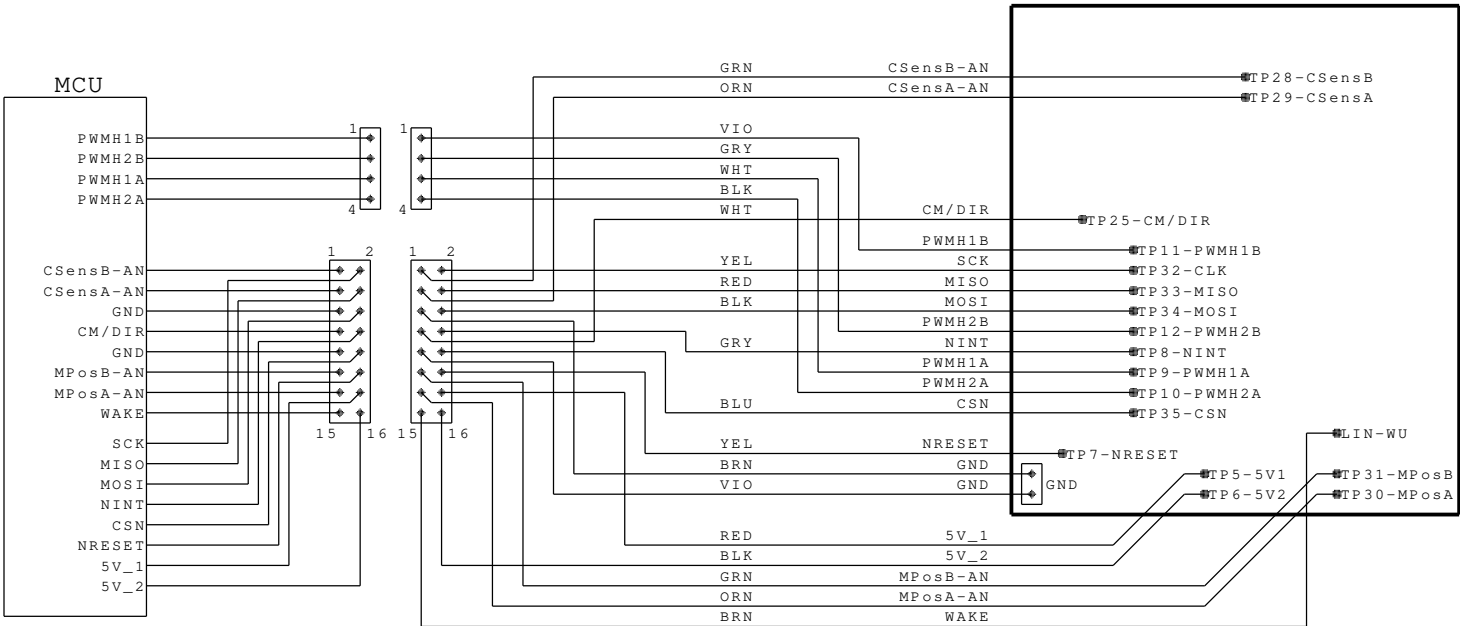 MCU
PWMH1B
PWMH2B
PWMH1A
PWMH2A
CSensB-AN
CSensA-AN
GND
CM/DIR
GND
MPosB-AN
MPosA-AN
WAKE
SCK
MISO
MOSI
NINT
CSN
NRESET
5V_1
5V_2
1
4
1
4
1 2
15 16
1 2
15 16
GRN CSensB-AN
ORN CSensA-AN
VIO
GRY
WHT
BLK
WHT CM/DIR
PWMH1B
YEL SCK
RED MISO
BLK MOSI
PWMH2B
GRY NINT
PWMH1A
PWMH2A
BLU CSN
YEL NRESET
BRN GND
VIO GND
RED 5V_1
BLK 5V_2
GRN MPosB-AN
ORN MPosA-AN
BRN WAKE
TP28-CSensB
TP29-CSensA
TP25-CM/DIR
TP11-PWMH1B
TP32-CLK
TP33-MISO
TP34-MOSI
TP12-PWMH2B
TP8-NINT
TP9-PWMH1A
TP10-PWMH2A
TP35-CSN
LIN-WU
TP7-NRESET
GND
TP5-5V1
TP6-5V2
TP31-MPosB
TP30-MPosA